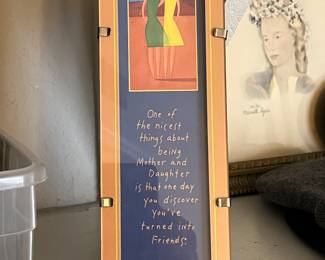 One of
the nicest
things about
being
Mother and
Daughter
is that one day
you discover
you've
turned into
Friends.